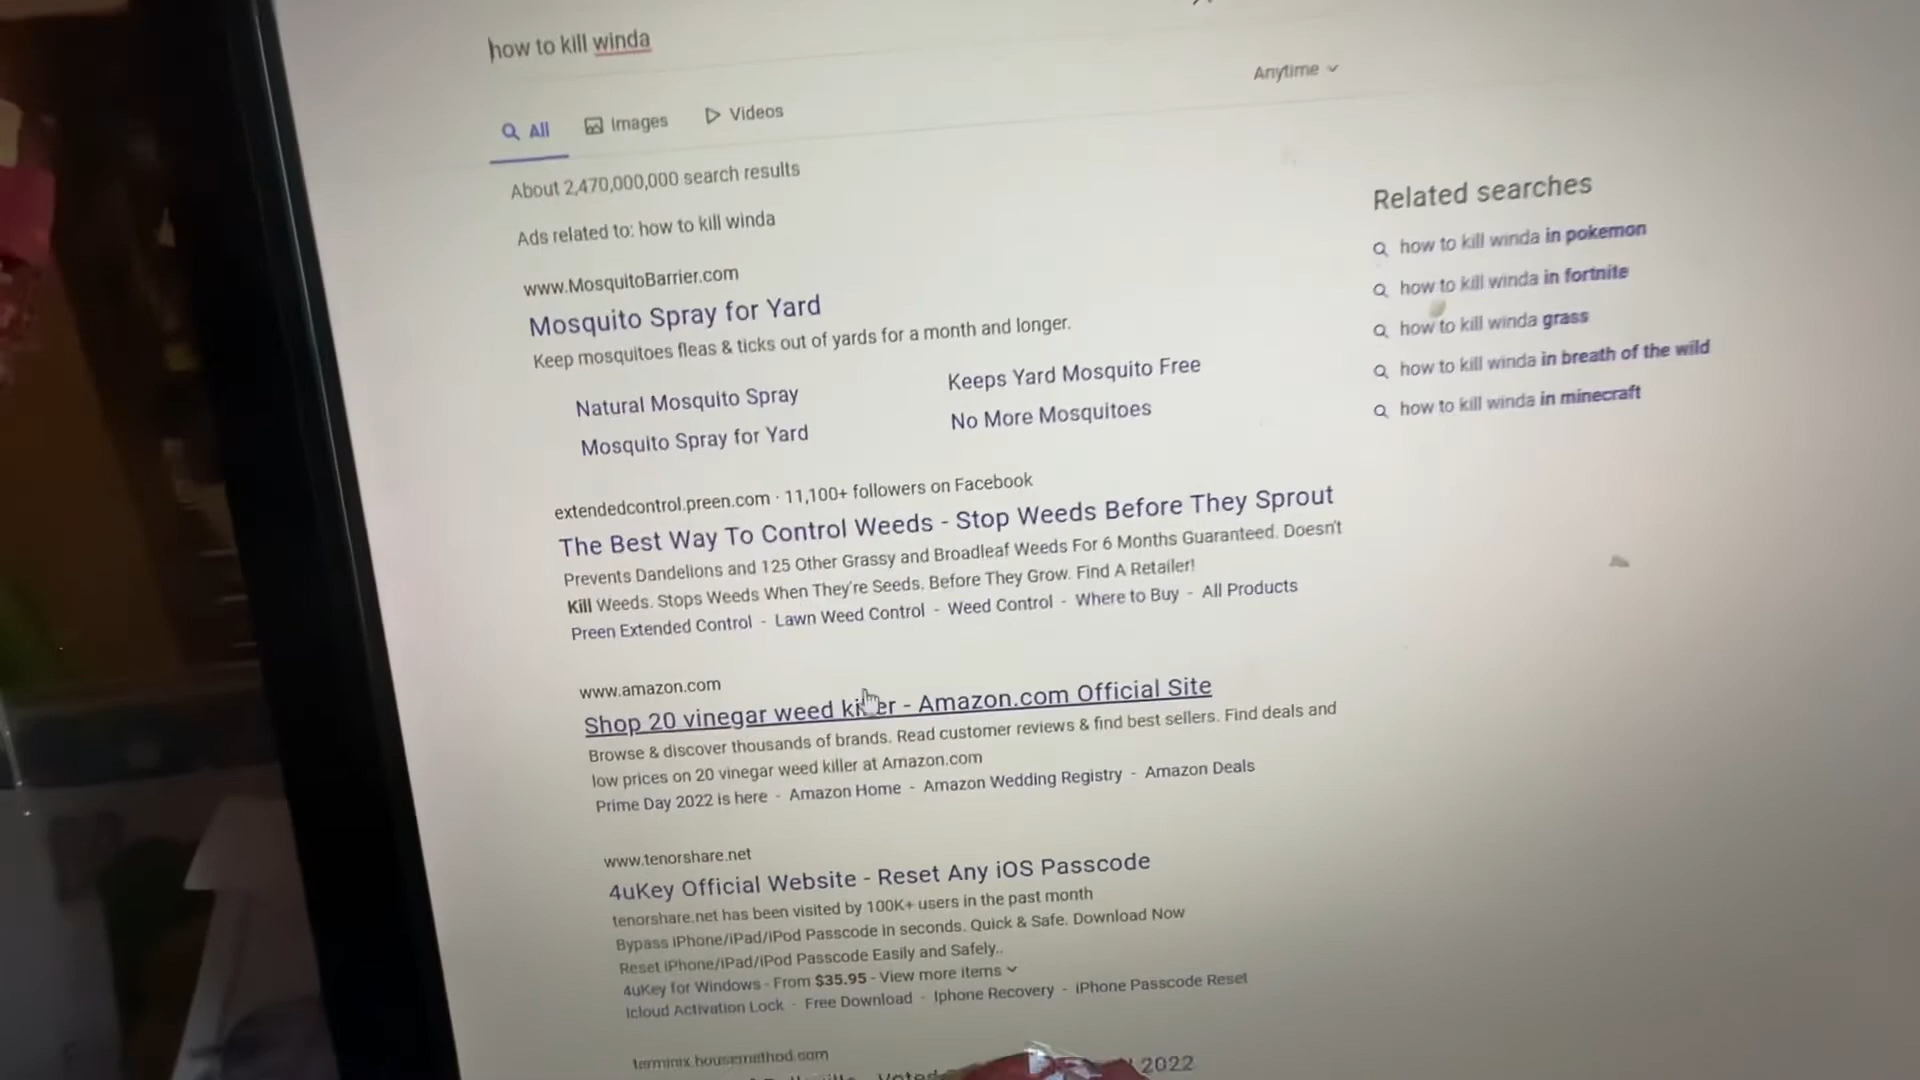 how to kill winda
Anytime
All Images Videos
About 2,470,000,000 search results
Ads related to: how to kill winda
www.MosquitoBarrier.com
Mosquito Spray for Yard
Keep mosquitoes fleas & ticks out of yards for a month and longer.
Natural Mosquito Spray Keeps Yard Mosquito Free
Mosquito Spray for Yard No More Mosquitoes
extendedcontrol.preen.com · 11,100+ followers on Facebook
The Best Way To Control Weeds - Stop Weeds Before They Sprout
Prevents Dandelions and 125 Other Grassy and Broadleaf Weeds For 6 Months Guaranteed. Doesn't
Kill Weeds. Stops Weeds When They're Seeds. Before They Grow. Find A Retailer!
Preen Extended Control - Lawn Weed Control - Weed Control - Where to Buy - All Products
www.amazon.com
Shop 20 vinegar weed killer - Amazon.com Official Site
Browse & discover thousands of brands. Read customer reviews & find best sellers. Find deals and
low prices on 20 vinegar weed killer at Amazon.com
Prime Day 2022 is here - Amazon Home - Amazon Wedding Registry - Amazon Deals
www.tenorshare.net
4uKey Official Website - Reset Any iOS Passcode
tenorshare.net has been visited by 100K+ users in the past month
Bypass iPhone/iPad/iPod Passcode in seconds. Quick & Safe. Download Now
Reset iPhone/iPad/iPod Passcode Easily and Safely..
4uKey for Windows - From $35.95 - View more items
Icloud Activation Lock - Free Download - Iphone Recovery - iPhone Passcode Reset
terminix.housemethod.com
Voted 2022
Related searches
how to kill winda in pokemon
how to kill winda in fortnite
how to kill winda grass
how to kill winda in breath of the wild
how to kill winda in minecraft